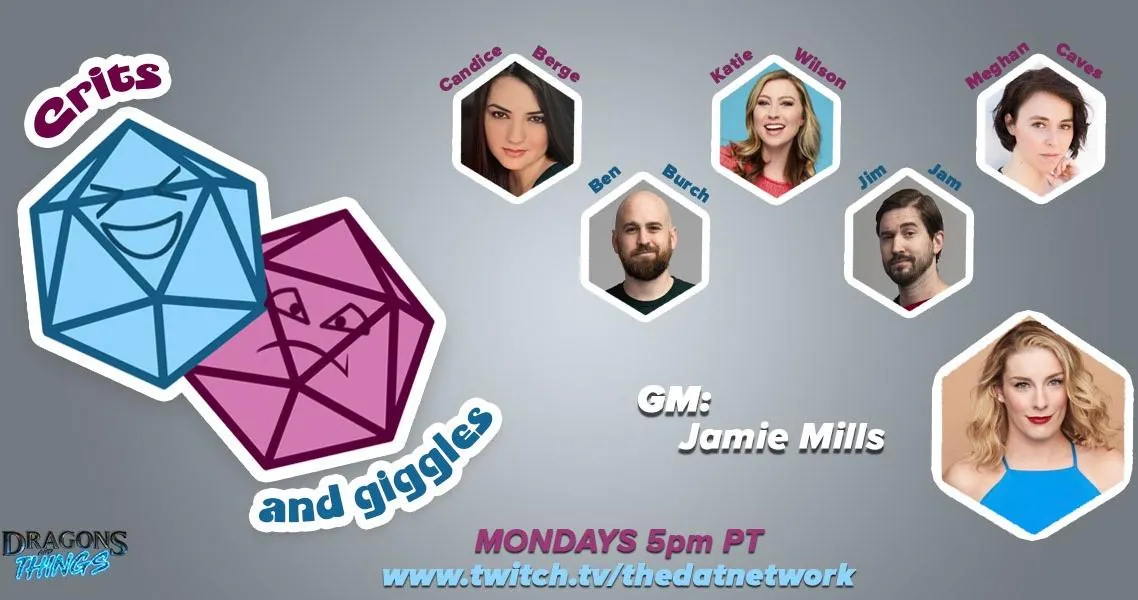 Crits
and giggles
Candice Berge
Katie Wilson
Meghan Caves
Ben Burch
Jim Jam
GM:
Jamie Mills
MONDAYS 5pm PT
www.twitch.tv/thedatnetwork
DRAGONS
THINGS